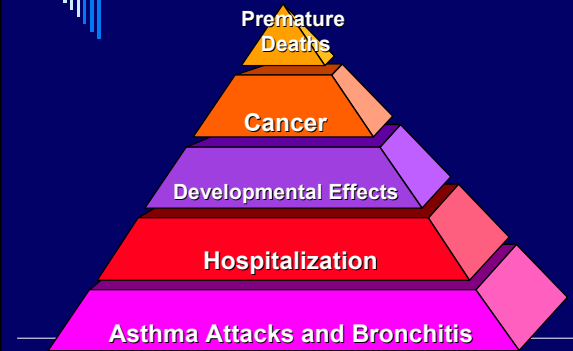 Premature
Deaths
Cancer
Developmental Effects
Hospitalization
Asthma Attacks and Bronchitis